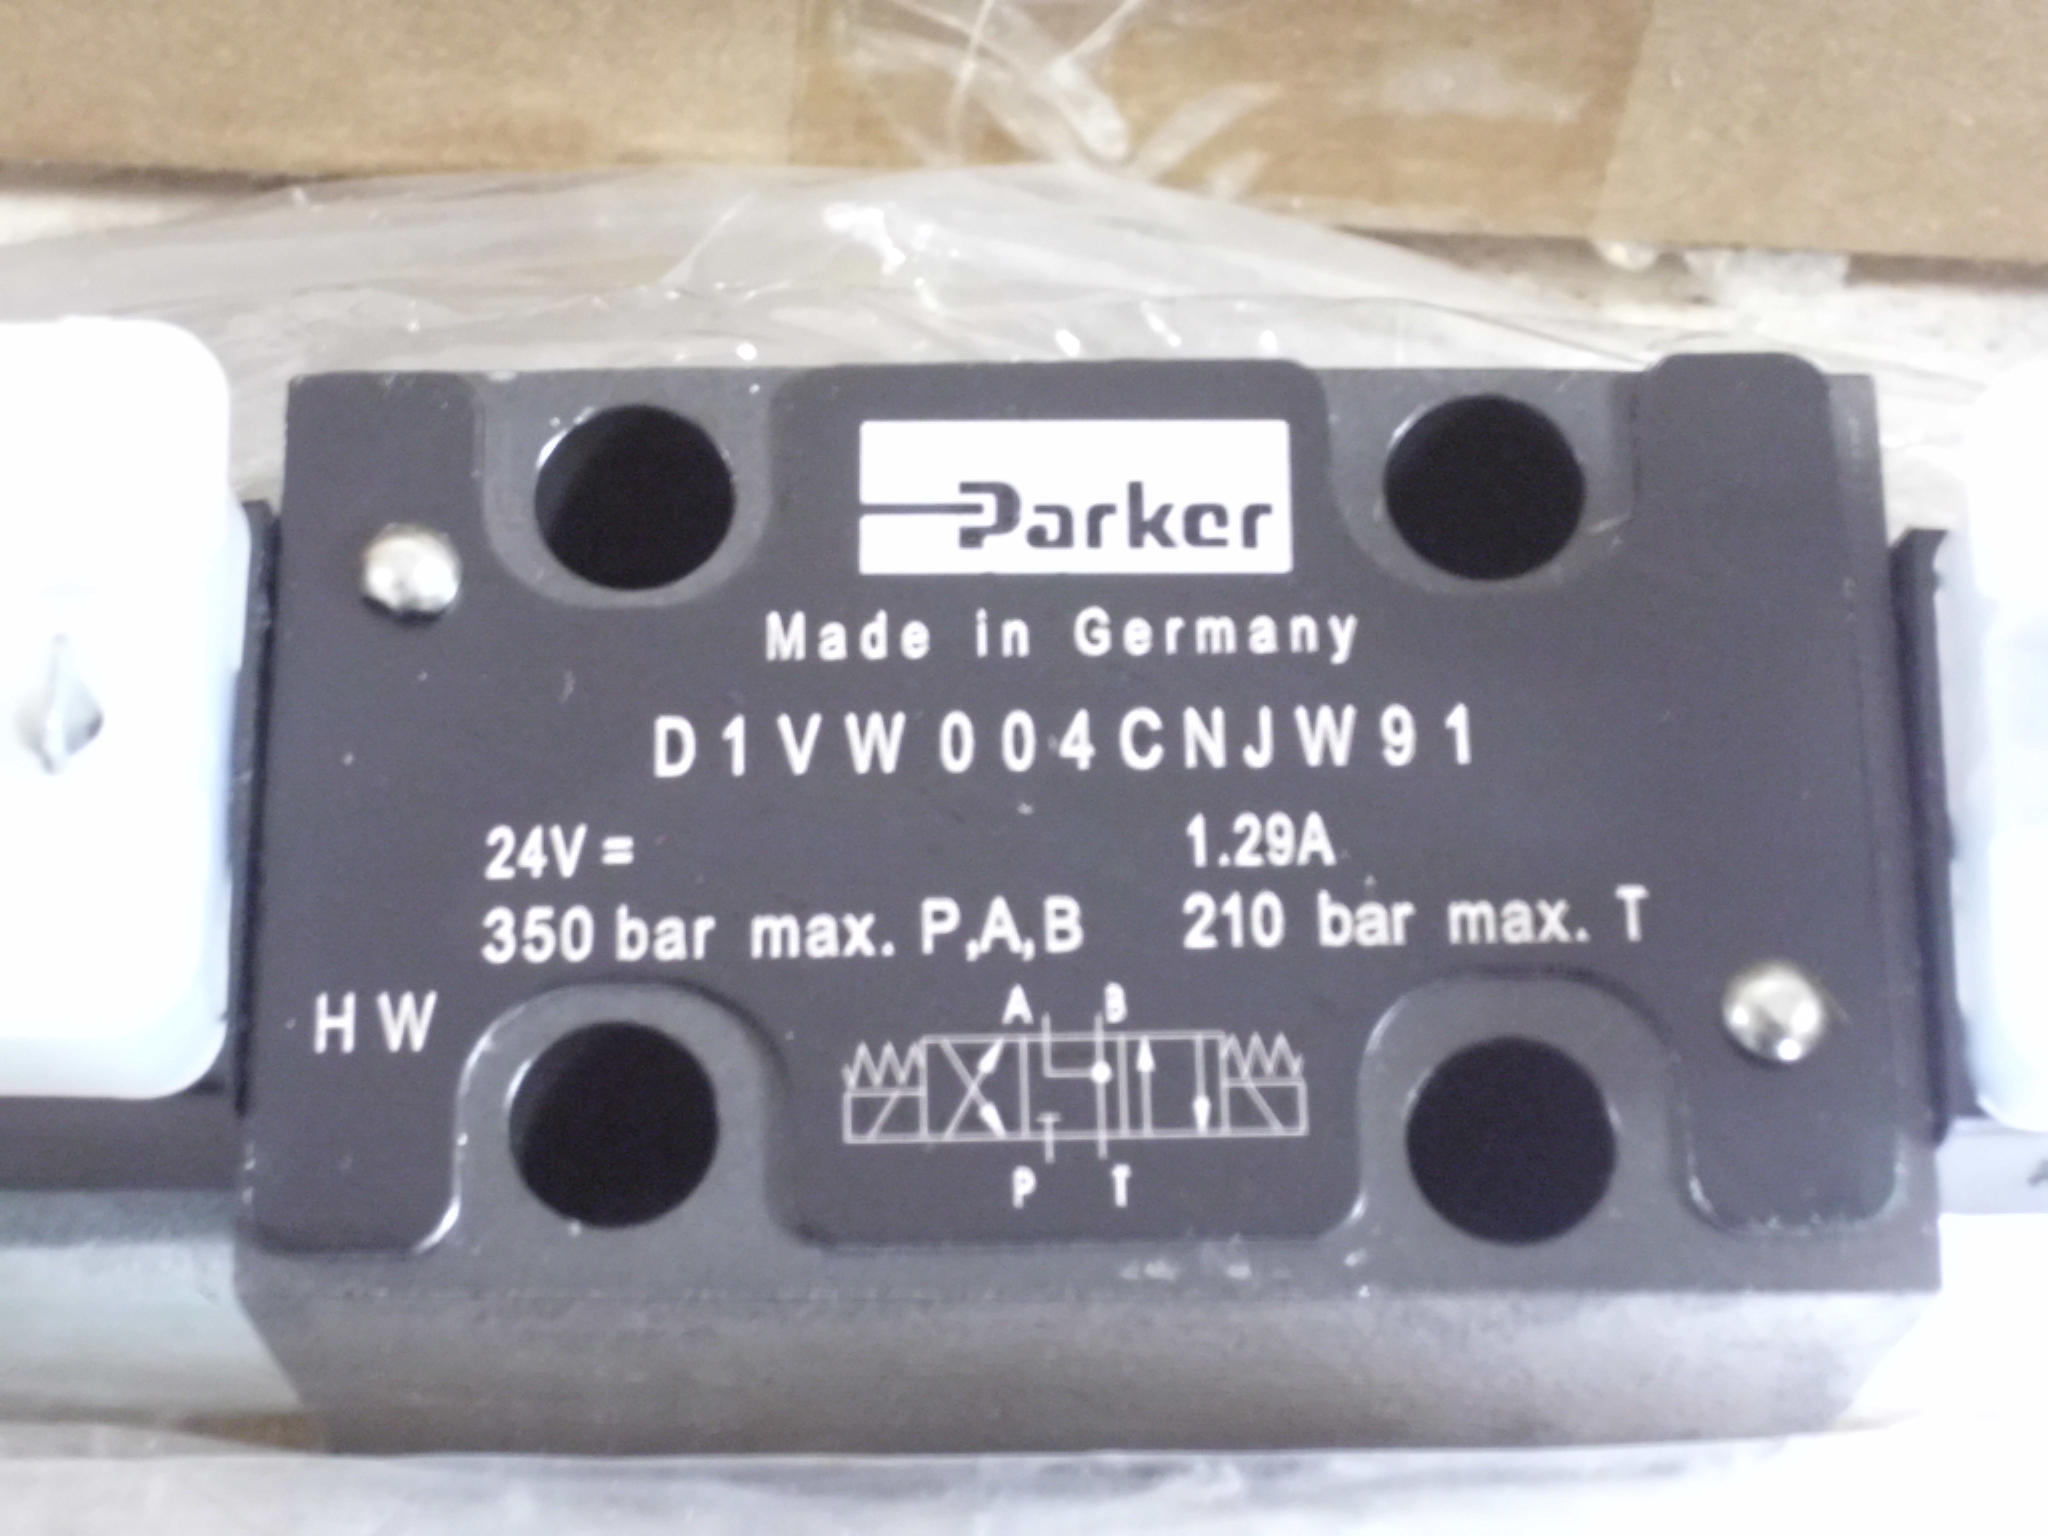 Parker
Made in Germany
D1VW004CNJW91
24V= 1.29A
350 bar max. P,A,B 210 bar max. T
HW
A B
P T